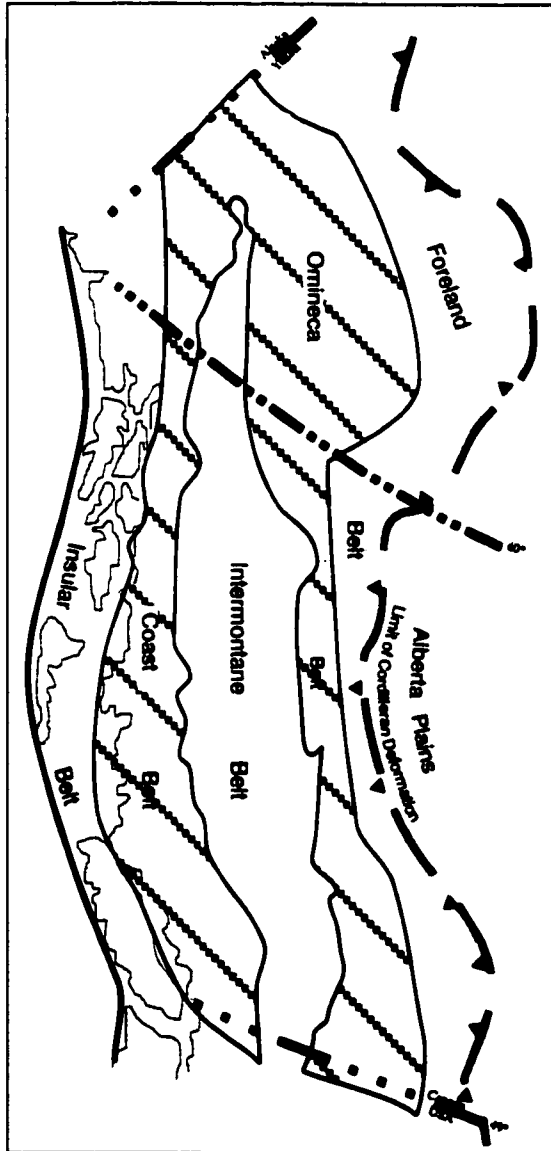 Foreland
Belt
Omineca
Belt
Alberta Plains
Limit of Cordilleran Deformation
Intermontane
Belt
Coast
Belt
Insular
Belt